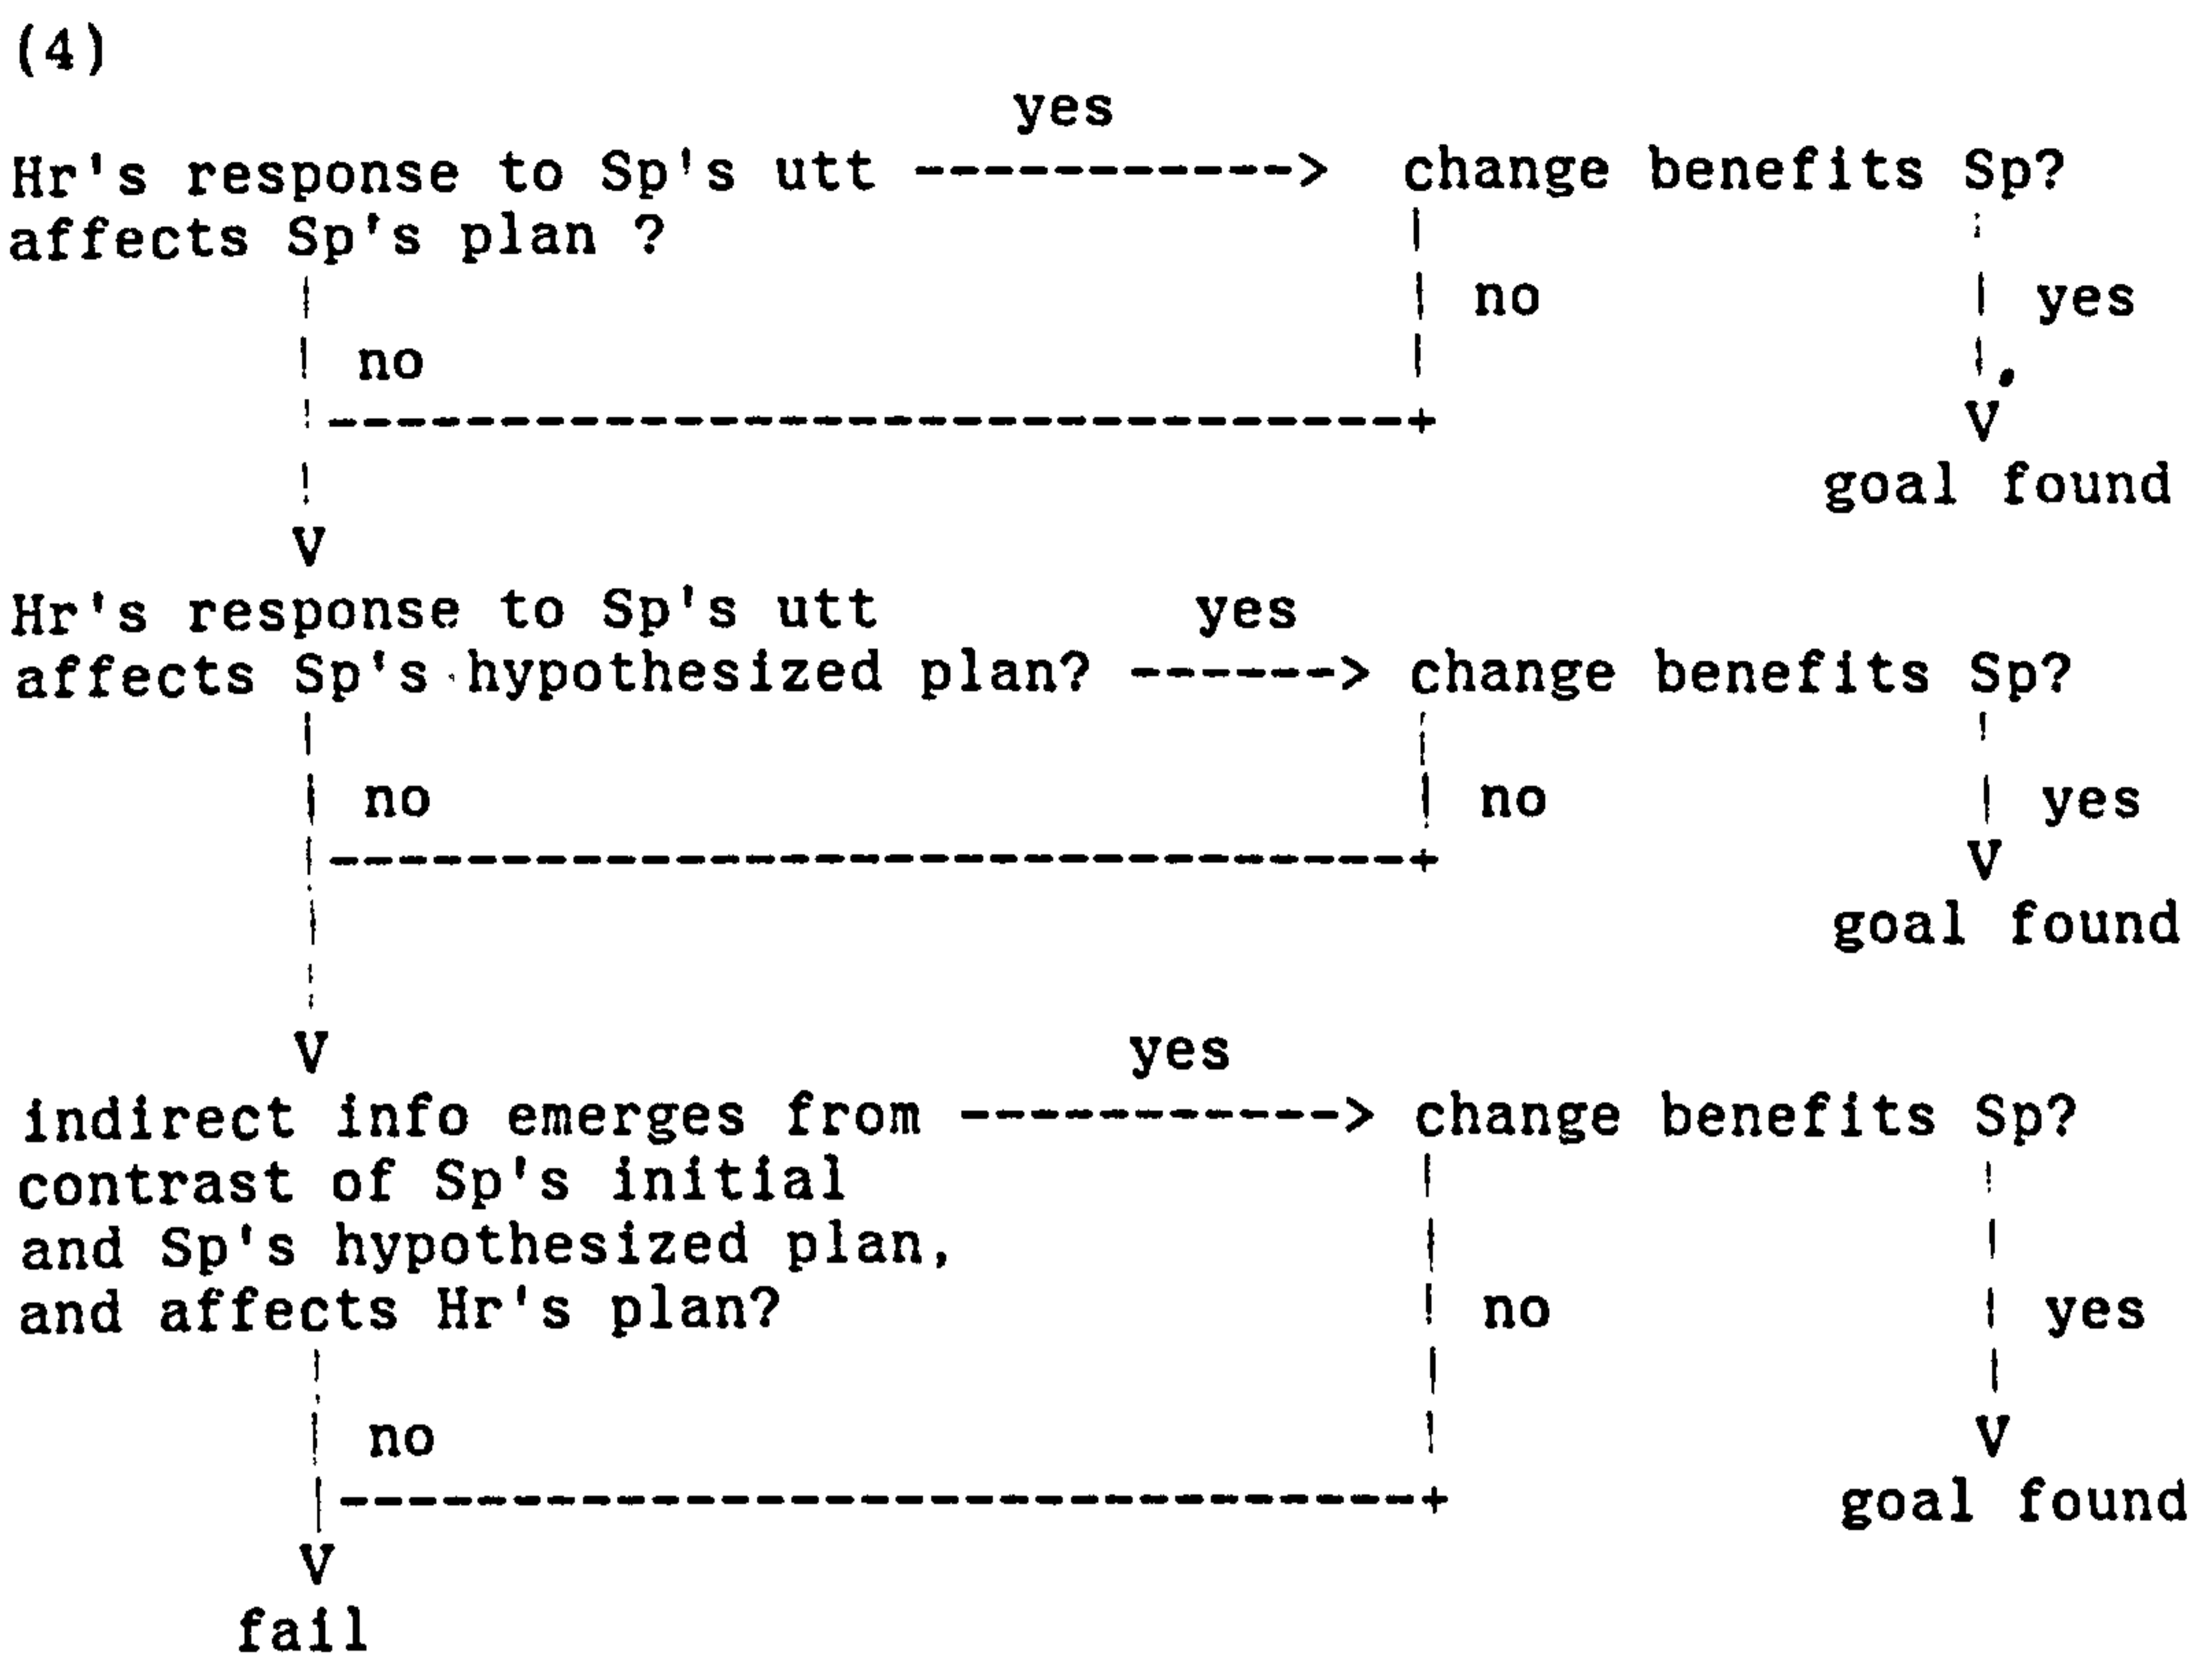 (4)
yes
Hr's response to Sp's utt -----------> change benefits Sp?
affects Sp's plan ?
no yes
no
goal found
Hr's response to Sp's utt yes
affects Sp's hypothesized plan? ------> change benefits Sp?
no no yes
goal found
yes
indirect info emerges from -----------> change benefits Sp?
contrast of Sp's initial
and Sp's hypothesized plan,
and affects Hr's plan?
no yes
no
goal found
fail